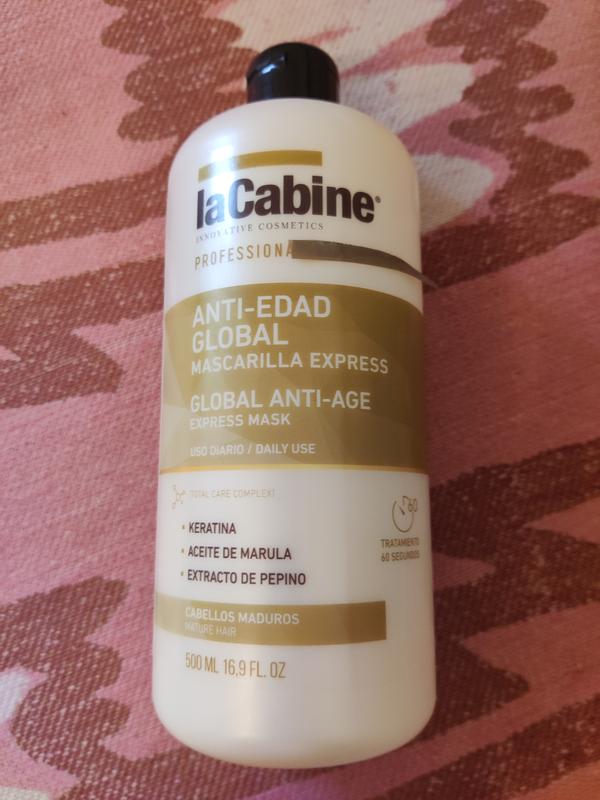 laCabine®
INNOVATIVE COSMETICS
PROFESSIONA
ANTI-EDAD
GLOBAL
MASCARILLA EXPRESS
GLOBAL ANTI-AGE
EXPRESS MASK
USO DIARIO / DAILY USE
[TOTAL CARE COMPLEX]
• KERATINA
• ACEITE DE MARULA
• EXTRACTO DE PEPINO
60
TRATAMIENTO
60 SEGUNDOS
CABELLOS MADUROS
MATURE HAIR
500 ML 16,9 FL. OZ